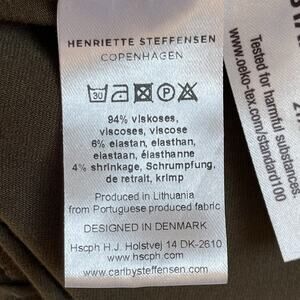 HENRIETTE STEFFENSEN
COPENHAGEN
30
94% viskoses,
viscoses, viscose
6% elastan, elasthan,
elastaan, élasthanne
4% shrinkage, Schrumpfung,
de retrait, krimp
Produced in Lithuania
from Portuguese produced fabric
DESIGNED IN DENMARK
Hscph H.J. Holstvej 14 DK-2610
www.hscph.com
www.carlbysteffensen.com
Tested for harmful substances.
www.oeko-tex.com/standard100